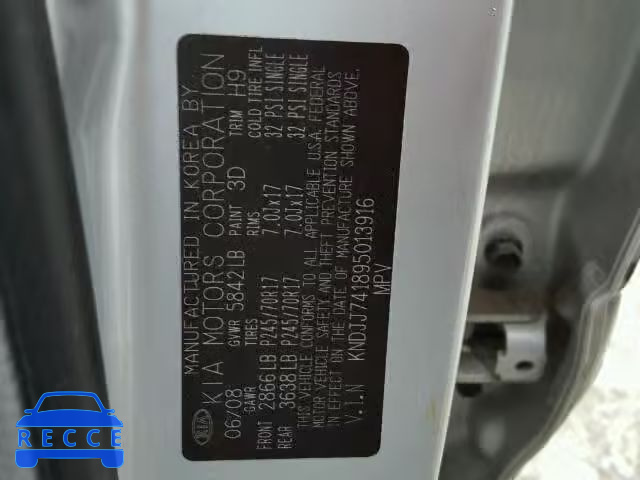 MANUFACTURED IN KOREA BY
KIA MOTORS CORPORATION
06/08 GVWR 5842LB PAINT 3D TRIM H9
GAWR TIRES RIMS COLD TIRE INFL
FRONT 2866LB P245/70R17 7.0JX17 32 PSI SINGLE
REAR 3638LB P245/70R17 7.0JX17 32 PSI SINGLE
THIS VEHICLE CONFORMS TO ALL APPLICABLE U.S.A. FEDERAL
MOTOR VEHICLE SAFETY AND THEFT PREVENTION STANDARDS
IN EFFECT ON THE DATE OF MANUFACTURE SHOWN ABOVE.
V.I.N KNDJJ741895013916
MPV
KIA
RECCE